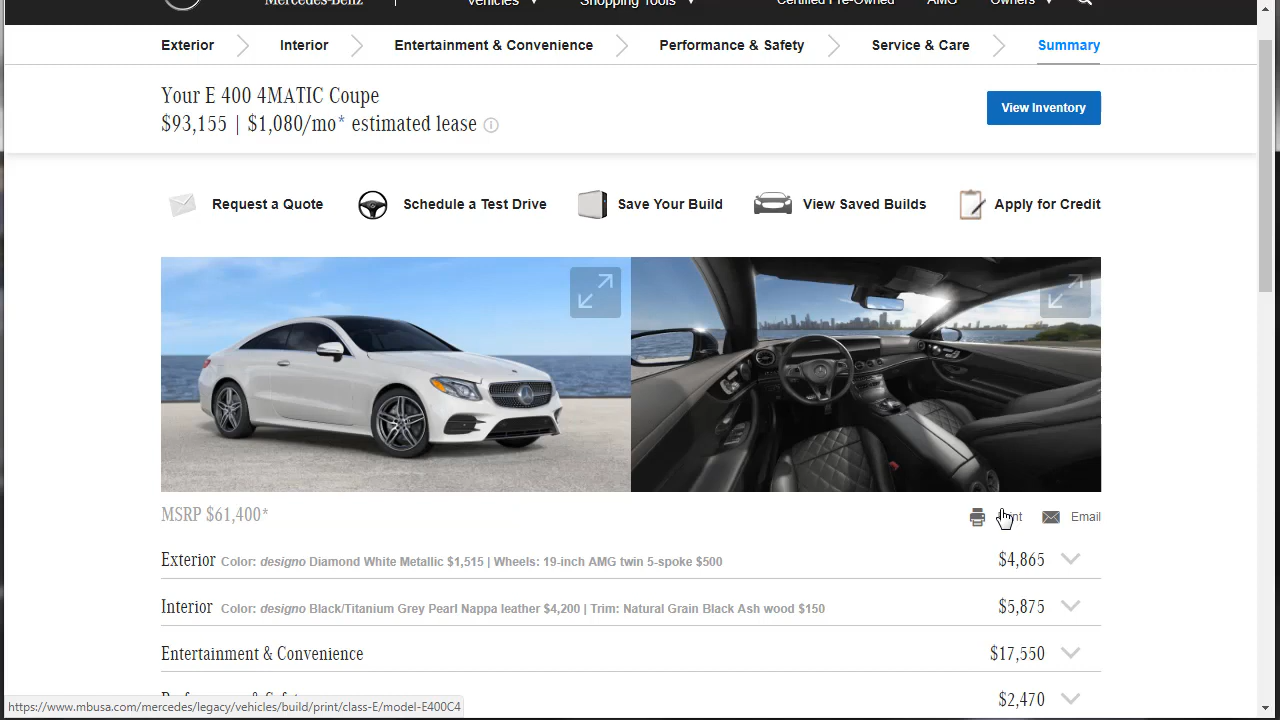 Mercedes-Benz
Vehicles
Shopping Tools
Certified Pre-Owned
AMG
Owners
Exterior
Interior
Entertainment & Convenience
Performance & Safety
Service & Care
Summary
Your E 400 4MATIC Coupe
$93,155 | $1,080/mo* estimated lease
View Inventory
Request a Quote
Schedule a Test Drive
Save Your Build
View Saved Builds
Apply for Credit
MSRP $61,400*
Email
Exterior Color: designo Diamond White Metallic $1,515 | Wheels: 19-inch AMG twin 5-spoke $500 $4,865
Interior Color: designo Black/Titanium Grey Pearl Nappa leather $4,200 | Trim: Natural Grain Black Ash wood $150 $5,875
Entertainment & Convenience $17,550
$2,470
https://www.mbusa.com/mercedes/legacy/vehicles/build/print/class-E/model-E400C4